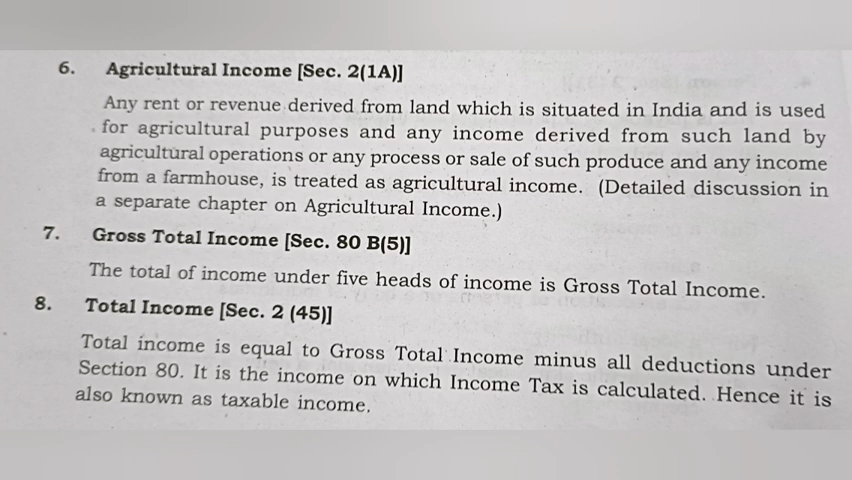 6. Agricultural Income [Sec. 2(1A)]
Any rent or revenue derived from land which is situated in India and is used
for agricultural purposes and any income derived from such land by
agricultural operations or any process or sale of such produce and any income
from a farmhouse, is treated as agricultural income. (Detailed discussion in
a separate chapter on Agricultural Income.)
7. Gross Total Income [Sec. 80 B(5)]
The total of income under five heads of income is Gross Total Income.
8. Total Income [Sec. 2 (45)]
Total income is equal to Gross Total Income minus all deductions under
Section 80. It is the income on which Income Tax is calculated. Hence it is
also known as taxable income.